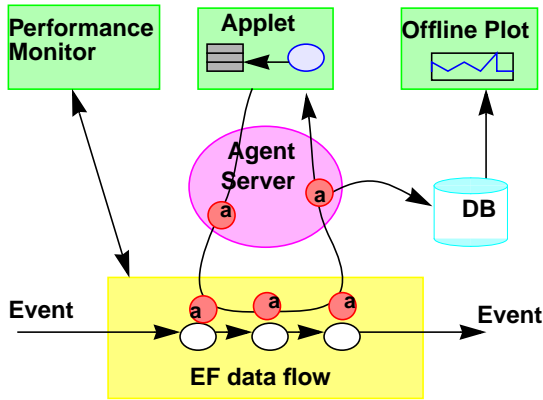 Performance
Monitor
Applet
Offline Plot
Agent
Server
a
a
DB
a
a
a
Event
Event
EF data flow